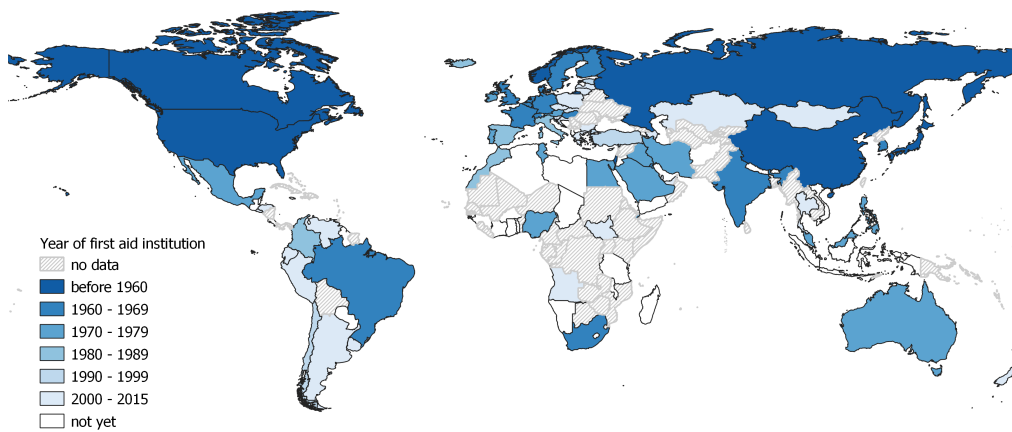 Year of first aid institution
no data
before 1960
1960 - 1969
1970 - 1979
1980 - 1989
1990 - 1999
2000 - 2015
not yet